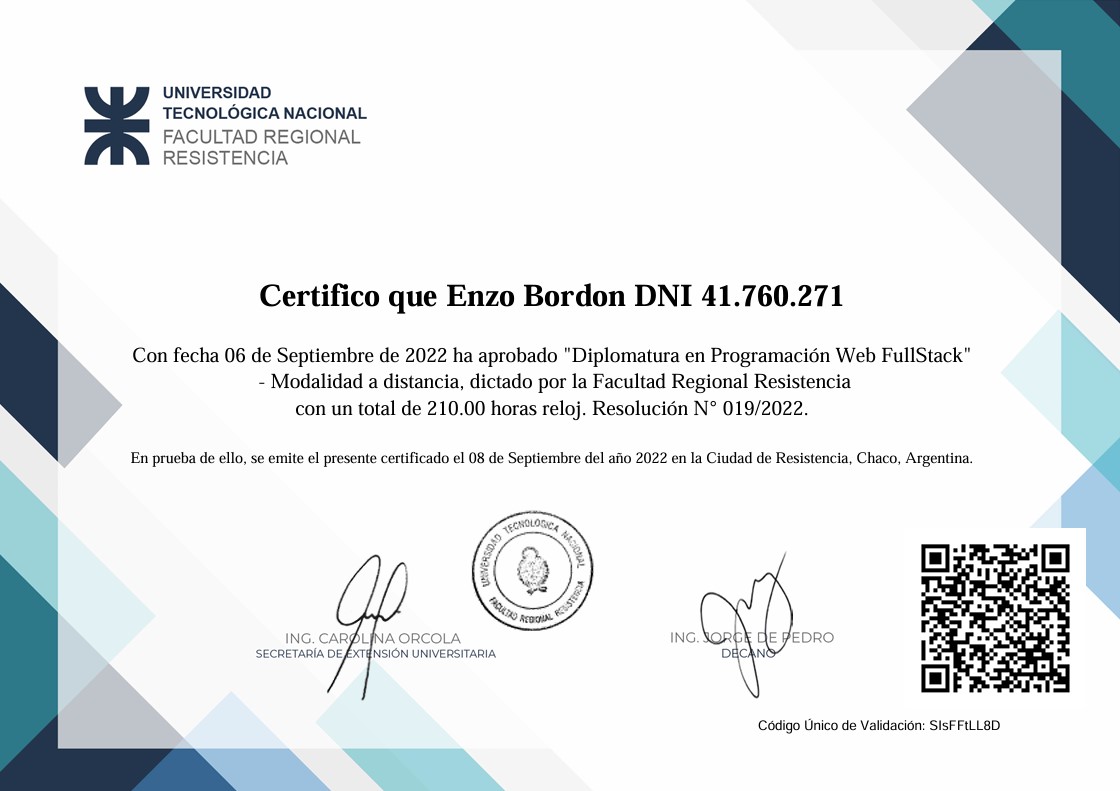 UNIVERSIDAD
TECNOLÓGICA NACIONAL
FACULTAD REGIONAL
RESISTENCIA
Certifico que Enzo Bordon DNI 41.760.271
Con fecha 06 de Septiembre de 2022 ha aprobado "Diplomatura en Programación Web FullStack"
- Modalidad a distancia, dictado por la Facultad Regional Resistencia
con un total de 210.00 horas reloj. Resolución N° 019/2022.
En prueba de ello, se emite el presente certificado el 08 de Septiembre del año 2022 en la Ciudad de Resistencia, Chaco, Argentina.
UNIVERSIDAD TECNOLOGICA NACIONAL
FACULTAD REGIONAL RESISTENCIA
ING. CAROLINA ORCOLA
SECRETARÍA DE EXTENSIÓN UNIVERSITARIA
ING. JORGE DE PEDRO
DECANO
Código Único de Validación: SIsFFtLL8D